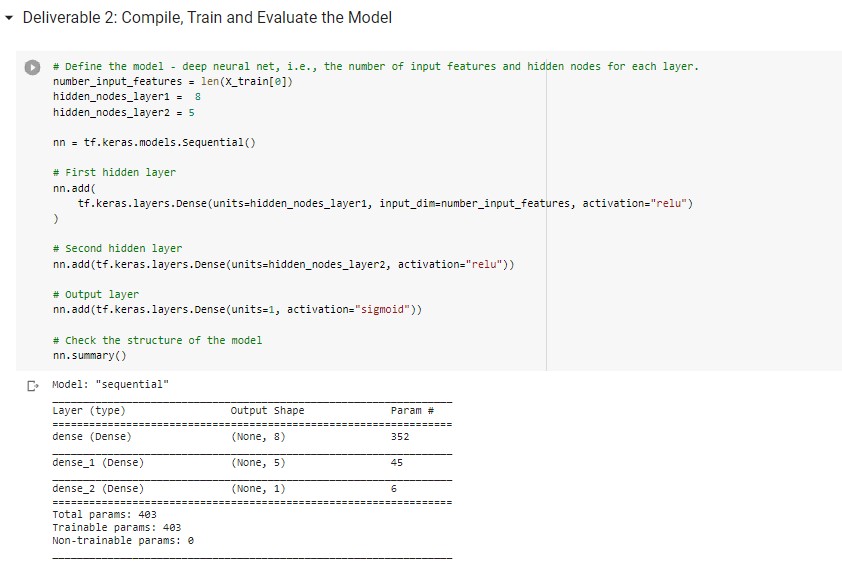 Deliverable 2: Compile, Train and Evaluate the Model
# Define the model - deep neural net, i.e., the number of input features and hidden nodes for each layer.
number_input_features = len(X_train[0])
hidden_nodes_layer1 =  8
hidden_nodes_layer2 = 5
nn = tf.keras.models.Sequential()
# First hidden layer
nn.add(
    tf.keras.layers.Dense(units=hidden_nodes_layer1, input_dim=number_input_features, activation="relu")
)
# Second hidden layer
nn.add(tf.keras.layers.Dense(units=hidden_nodes_layer2, activation="relu"))
# Output layer
nn.add(tf.keras.layers.Dense(units=1, activation="sigmoid"))
# Check the structure of the model
nn.summary()
Model: "sequential"
Layer (type) Output Shape Param #
dense (Dense) (None, 8) 352
dense_1 (Dense) (None, 5) 45
dense_2 (Dense) (None, 1) 6
Total params: 403
Trainable params: 403
Non-trainable params: 0